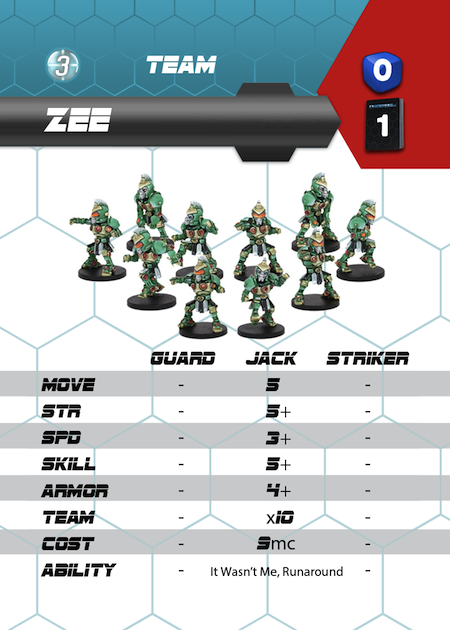 3 TEAM 0
ZEE 1
GUARD JACK STRIKER
MOVE - 5 -
STR - 5+ -
SPD - 3+ -
SKILL - 5+ -
ARMOR - 4+ -
TEAM - x10 -
COST - 9mc -
ABILITY - It Wasn't Me, Runaround -